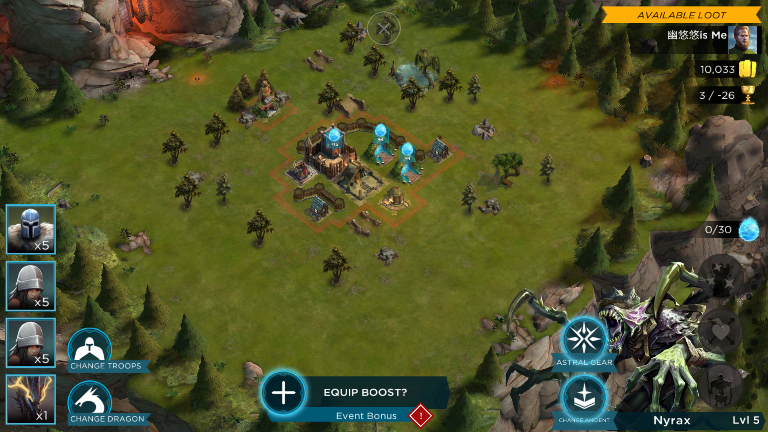 AVAILABLE LOOT
幽悠悠is Me
10,033
3 / -26
0/30
x5
x5
x5
x1
CHANGE TROOPS
CHANGE DRAGON
EQUIP BOOST?
Event Bonus
!
ASTRAL GEAR
CHANGE ANCIENT
Nyrax
Lvl 5